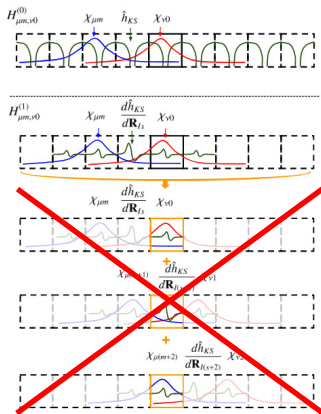 H^{(0)}_{μm,ν0} χ_{μm} ĥ_{KS} χ_{ν0}
H^{(1)}_{μm,ν0} χ_{μm} dĥ_{KS}/dR_{Is} χ_{ν0}
χ_{μm} dĥ_{KS}/dR_{Is} χ_{ν0}
+
dĥ_{KS}/dR_{I(s+1)} χ_{ν1}
+
χ_{μ(m+2)} dĥ_{KS}/dR_{I(s+2)}